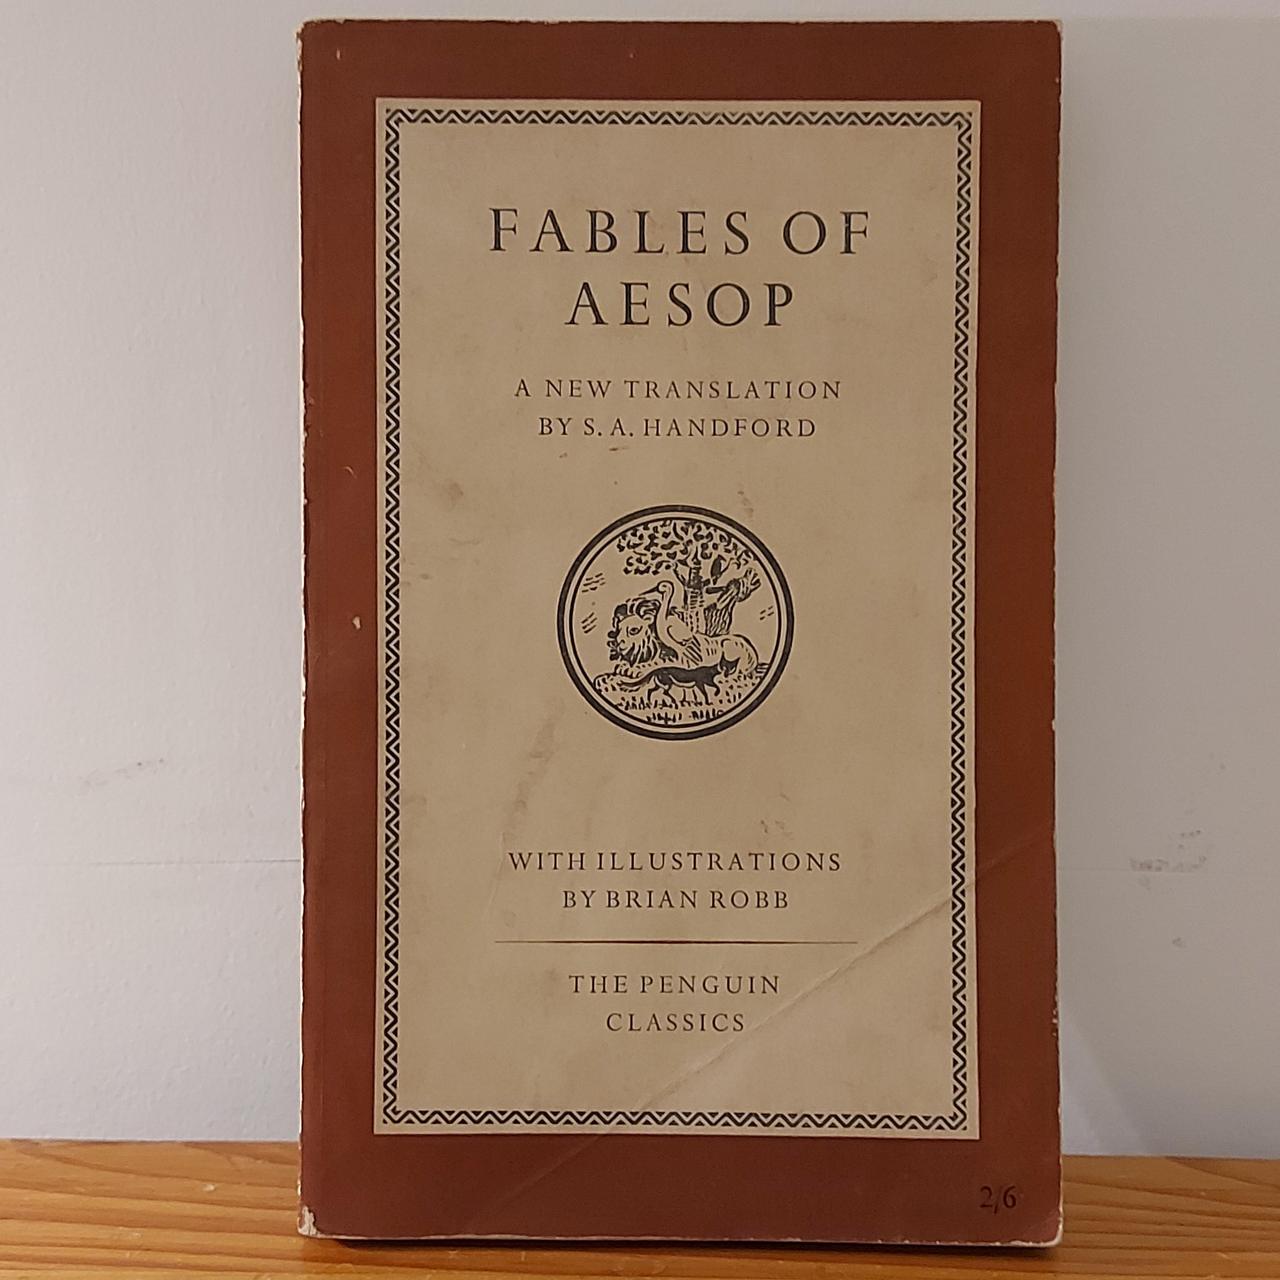 FABLES OF
AESOP
A NEW TRANSLATION
BY S. A. HANDFORD
WITH ILLUSTRATIONS
BY BRIAN ROBB
THE PENGUIN
CLASSICS
2/6